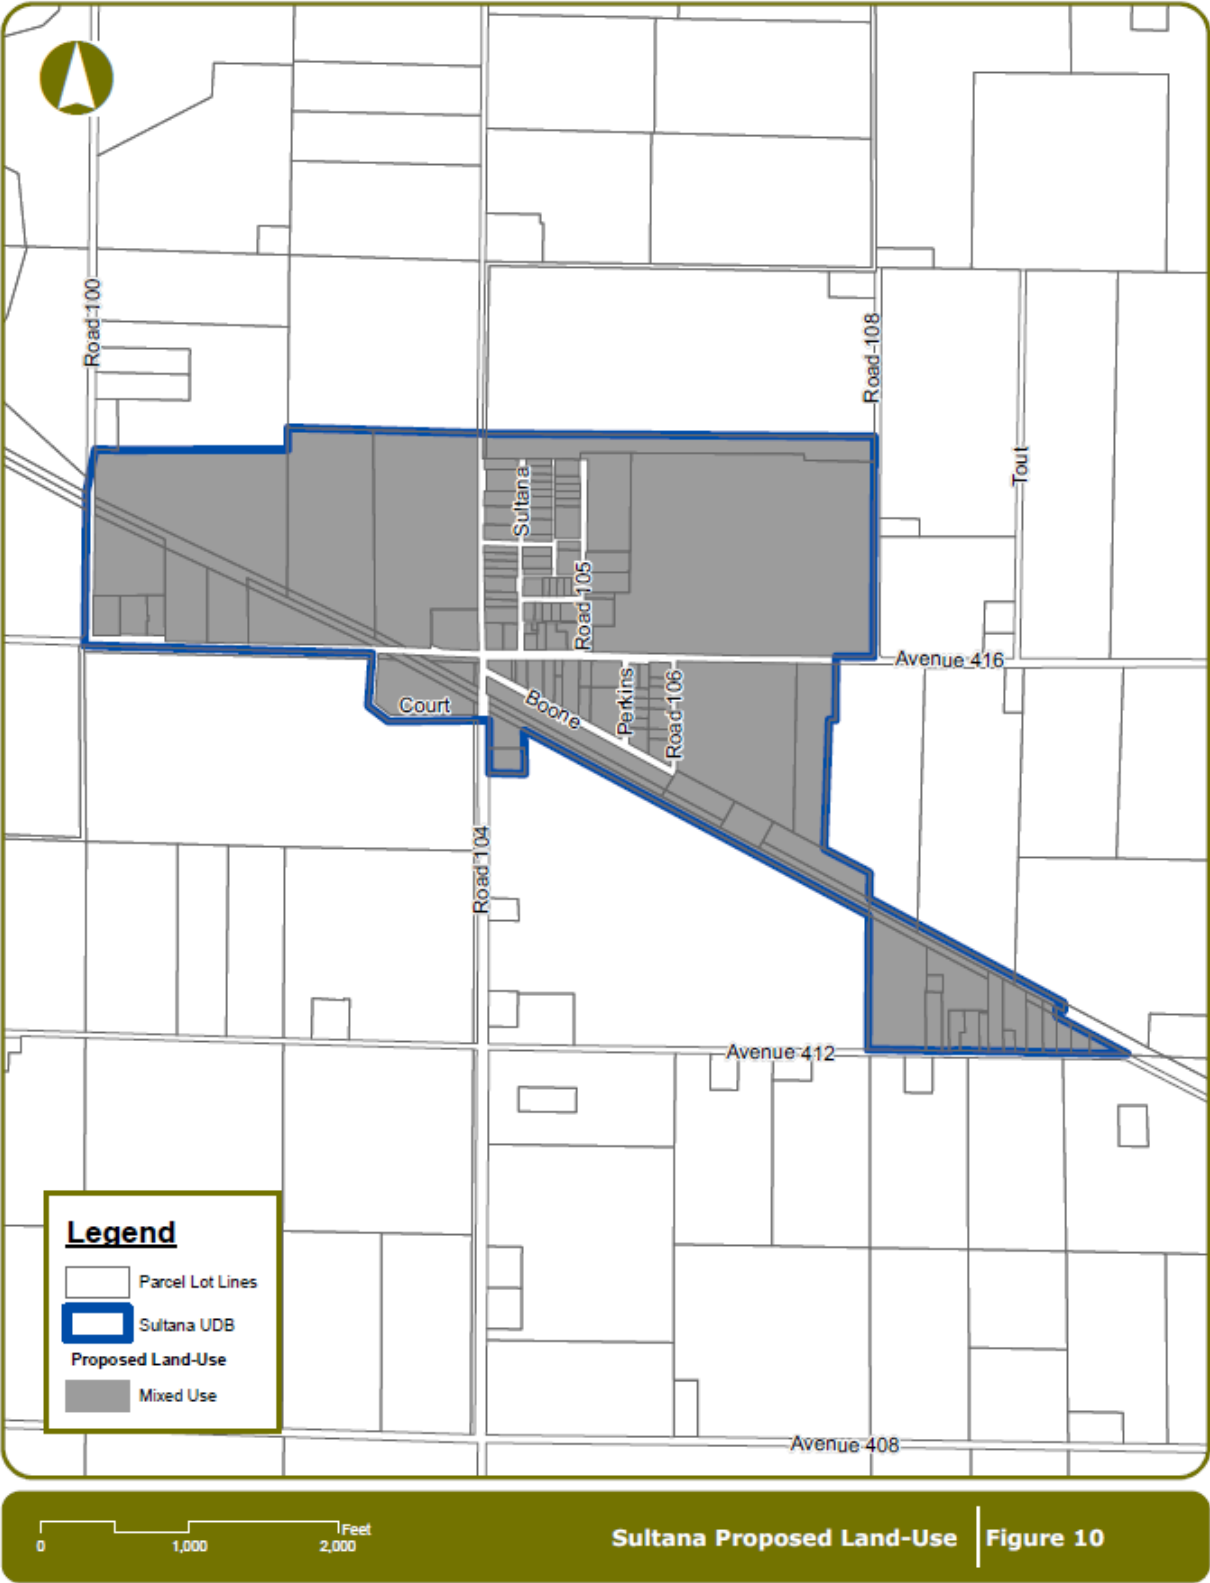 Road 100
Road 108
Tout
Sultana
Road 105
Avenue 416
Court
Boone
Perkins
Road 106
Road 104
Avenue 412
Legend
Parcel Lot Lines
Sultana UDB
Proposed Land-Use
Mixed Use
Avenue 408
Feet
0 1,000 2,000
Sultana Proposed Land-Use Figure 10